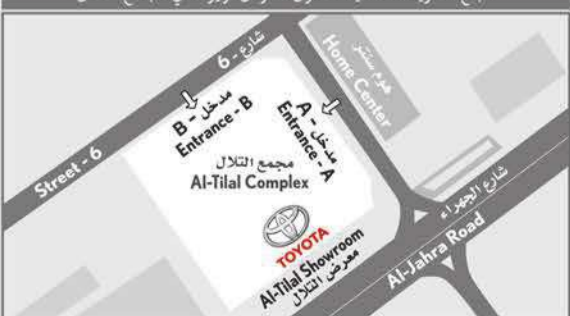 شارع - 6
Street - 6
مدخل - B
Entrance - B
مدخل - A
Entrance - A
هوم سنتر
Home Center
مجمع التلال
Al-Tilal Complex
TOYOTA
Al-Tilal Showroom
معرض التلال
شارع الجهراء
Al-Jahra Road